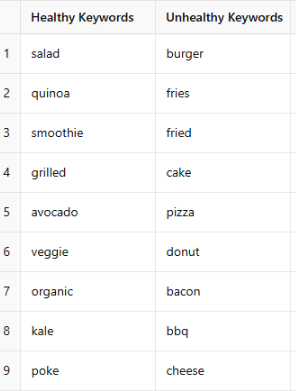 Healthy Keywords Unhealthy Keywords
1 salad burger
2 quinoa fries
3 smoothie fried
4 grilled cake
5 avocado pizza
6 veggie donut
7 organic bacon
8 kale bbq
9 poke cheese